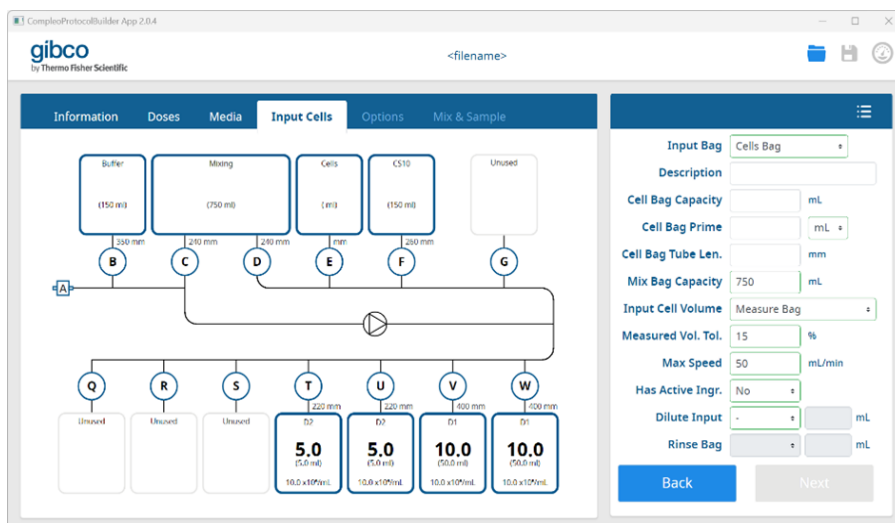 CompleoProtocolBuilder App 2.0.4
gibco
by Thermo Fisher Scientific
<filename>
Information Doses Media Input Cells Options Mix & Sample
Buffer Mixing Cells CS10 Unused
(150 ml) (750 ml) ( ml) (150 ml)
350 mm 240 mm 240 mm mm 260 mm
B C D E F G
A
Q R S T U V W
220 mm 220 mm 400 mm 400 mm
Unused Unused Unused D2 D2 D1 D1
5.0 5.0 10.0 10.0
(5.0 ml) (5.0 ml) (50.0 ml) (50.0 ml)
10.0 x10⁶/mL 10.0 x10⁶/mL 10.0 x10⁶/mL 10.0 x10⁶/mL
Input Bag Cells Bag
Description
Cell Bag Capacity mL
Cell Bag Prime mL
Cell Bag Tube Len. mm
Mix Bag Capacity 750 mL
Input Cell Volume Measure Bag
Measured Vol. Tol. 15 %
Max Speed 50 mL/min
Has Active Ingr. No
Dilute Input - mL
Rinse Bag mL
Back Next